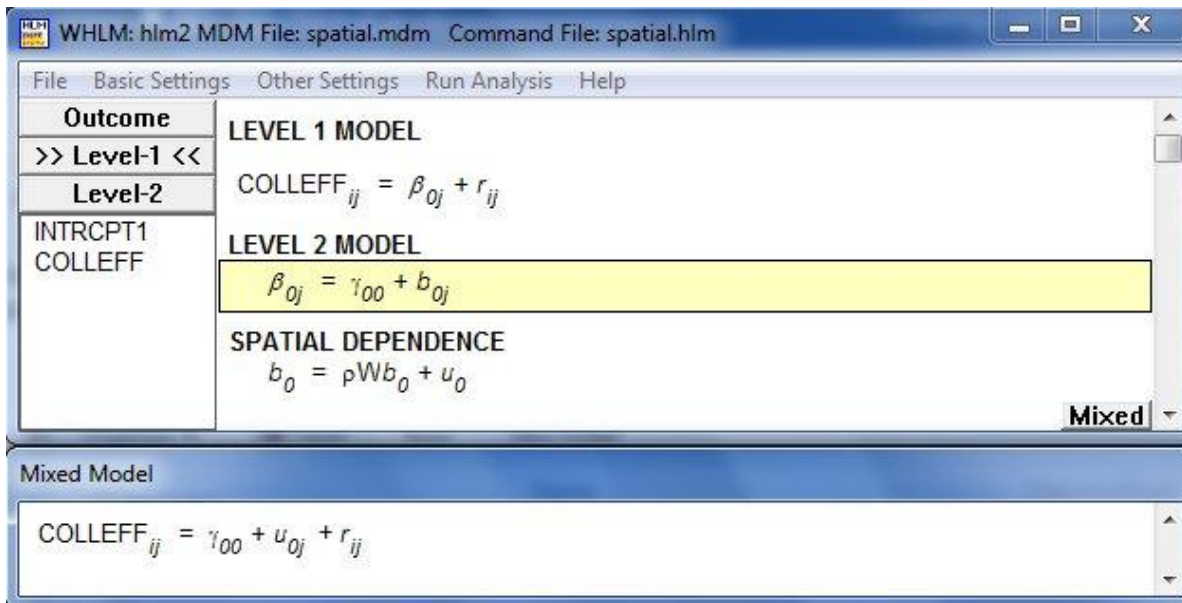 WHLM: hlm2 MDM File: spatial.mdm Command File: spatial.hlm
File Basic Settings Other Settings Run Analysis Help
Outcome
>> Level-1 <<
Level-2
INTRCPT1
COLLEFF
LEVEL 1 MODEL
COLLEFF_ij = β_0j + r_ij
LEVEL 2 MODEL
β_0j = γ_00 + b_0j
SPATIAL DEPENDENCE
b_0 = ρWb_0 + u_0
Mixed
Mixed Model
COLLEFF_ij = γ_00 + u_0j + r_ij